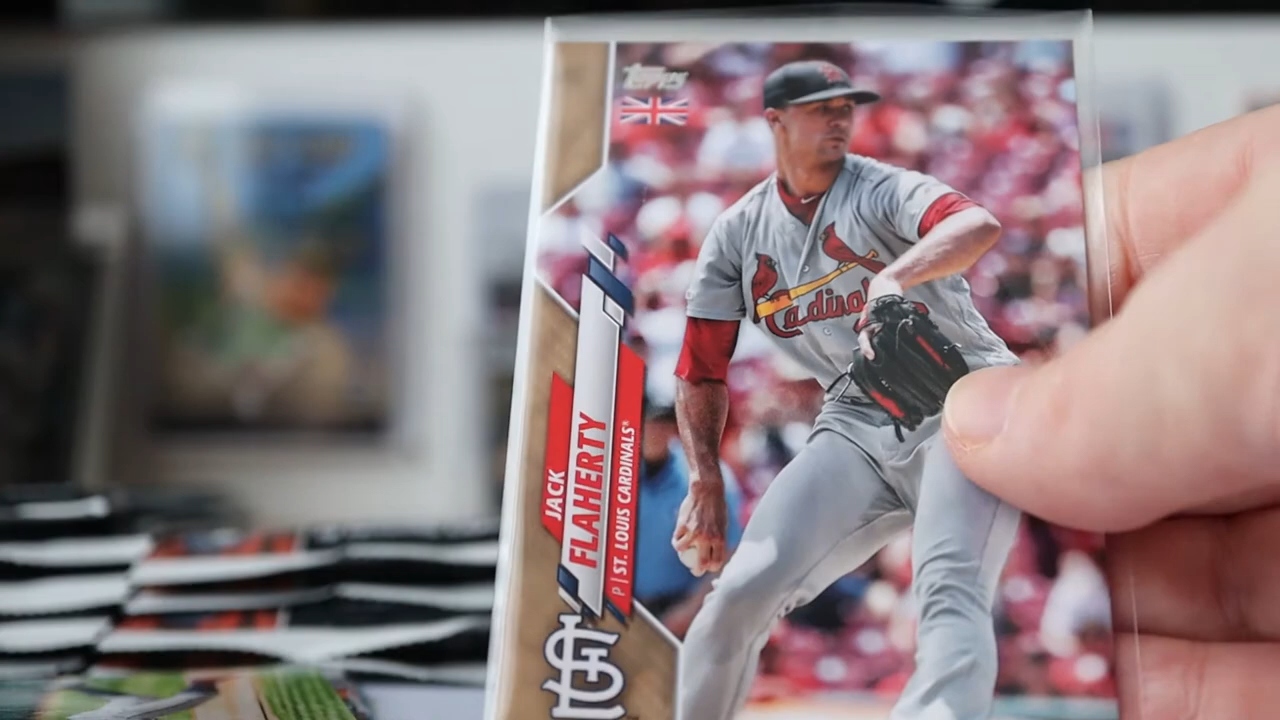 Topps
JACK
FLAHERTY
P | ST. LOUIS CARDINALS®
Cardinals
STL